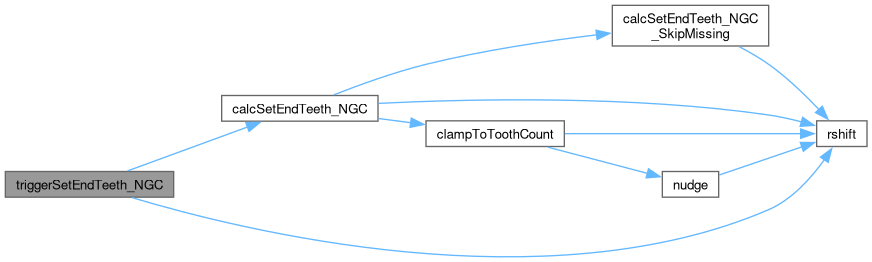 calcSetEndTeeth_NGC
_SkipMissing
calcSetEndTeeth_NGC
clampToToothCount
rshift
triggerSetEndTeeth_NGC
nudge